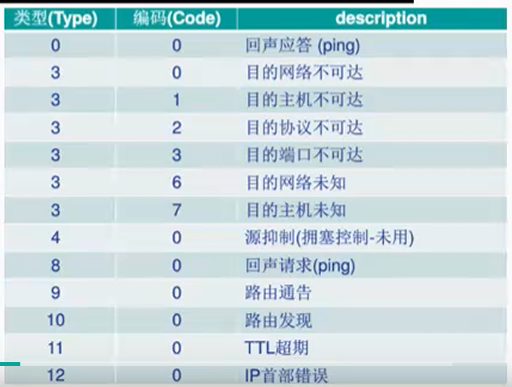 类型(Type) 编码(Code) description
0 0 回声应答 (ping)
3 0 目的网络不可达
3 1 目的主机不可达
3 2 目的协议不可达
3 3 目的端口不可达
3 6 目的网络未知
3 7 目的主机未知
4 0 源抑制(拥塞控制-未用)
8 0 回声请求(ping)
9 0 路由通告
10 0 路由发现
11 0 TTL超期
12 0 IP首部错误